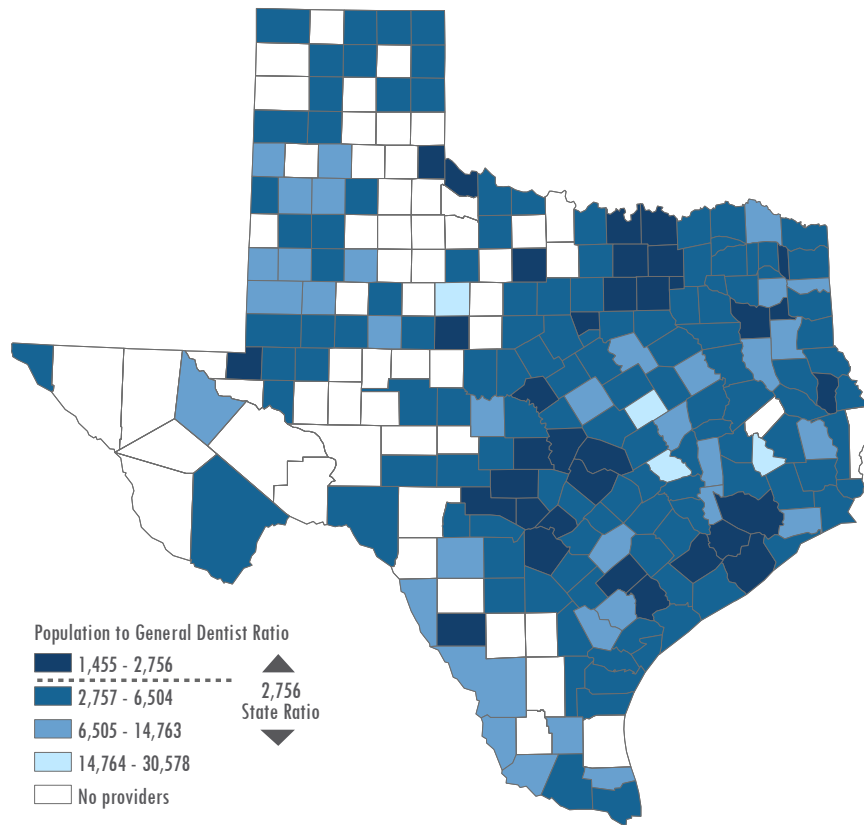 Population to General Dentist Ratio
1,455 - 2,756
2,757 - 6,504
6,505 - 14,763
14,764 - 30,578
No providers
2,756
State Ratio